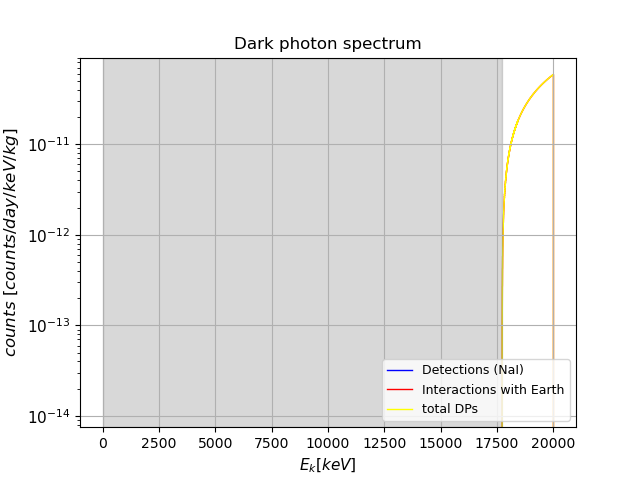 Dark photon spectrum
counts [counts/day/keV/kg]
10⁻¹¹
10⁻¹²
10⁻¹³
10⁻¹⁴
Detections (NaI)
Interactions with Earth
total DPs
0 2500 5000 7500 10000 12500 15000 17500 20000
Eₖ[keV]